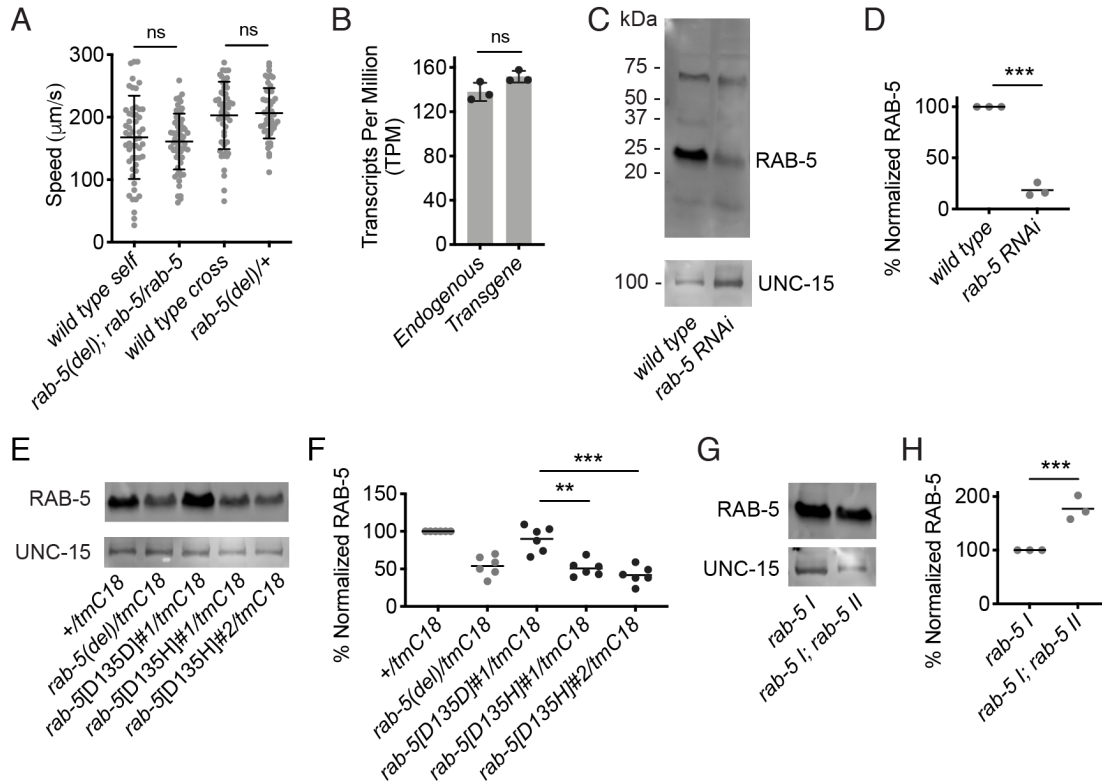 A
ns
ns
Speed (μm/s)
300
200
100
0
wild type self
rab-5(del); rab-5/rab-5
wild type cross
rab-5(del)/+
B
ns
Transcripts Per Million
(TPM)
160
120
80
40
0
Endogenous
Transgene
C
kDa
75 -
50 -
37 -
25 -
20 -
RAB-5
100 -
UNC-15
wild type
rab-5 RNAi
D
***
% Normalized RAB-5
100
50
0
wild type
rab-5 RNAi
E
RAB-5
UNC-15
+/tmC18
rab-5(del)/tmC18
rab-5[D135D]#1/tmC18
rab-5[D135H]#1/tmC18
rab-5[D135H]#2/tmC18
F
***
**
% Normalized RAB-5
150
100
50
0
+/tmC18
rab-5(del)/tmC18
rab-5[D135D]#1/tmC18
rab-5[D135H]#1/tmC18
rab-5[D135H]#2/tmC18
G
RAB-5
UNC-15
rab-5 I
rab-5 I; rab-5 II
H
***
% Normalized RAB-5
200
100
0
rab-5 I
rab-5 I; rab-5 II